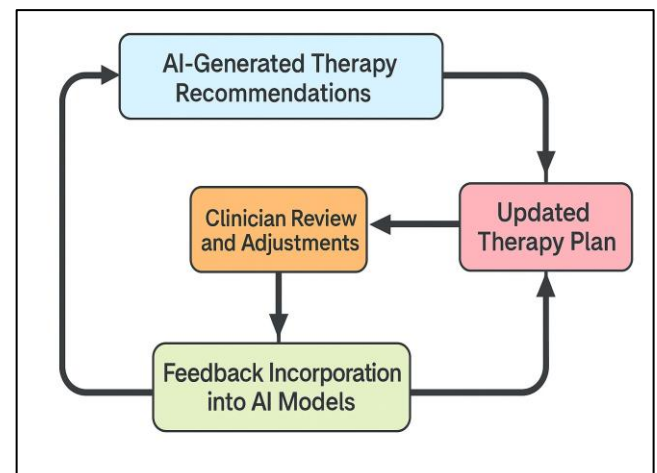 AI-Generated Therapy
Recommendations
Clinician Review
and Adjustments
Updated
Therapy Plan
Feedback Incorporation
into AI Models